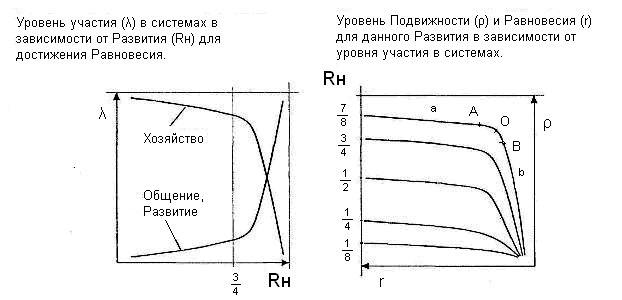 Уровень участия (λ) в системах в
зависимости от Развития (Rн) для
достижения Равновесия.
λ
Хозяйство
Общение,
Развитие
3/4
Rн
Уровень Подвижности (ρ) и Равновесия (r)
для данного Развития в зависимости от
уровня участия в системах.
Rн
7/8
3/4
1/2
1/4
1/8
a
A
O
B
b
ρ
r